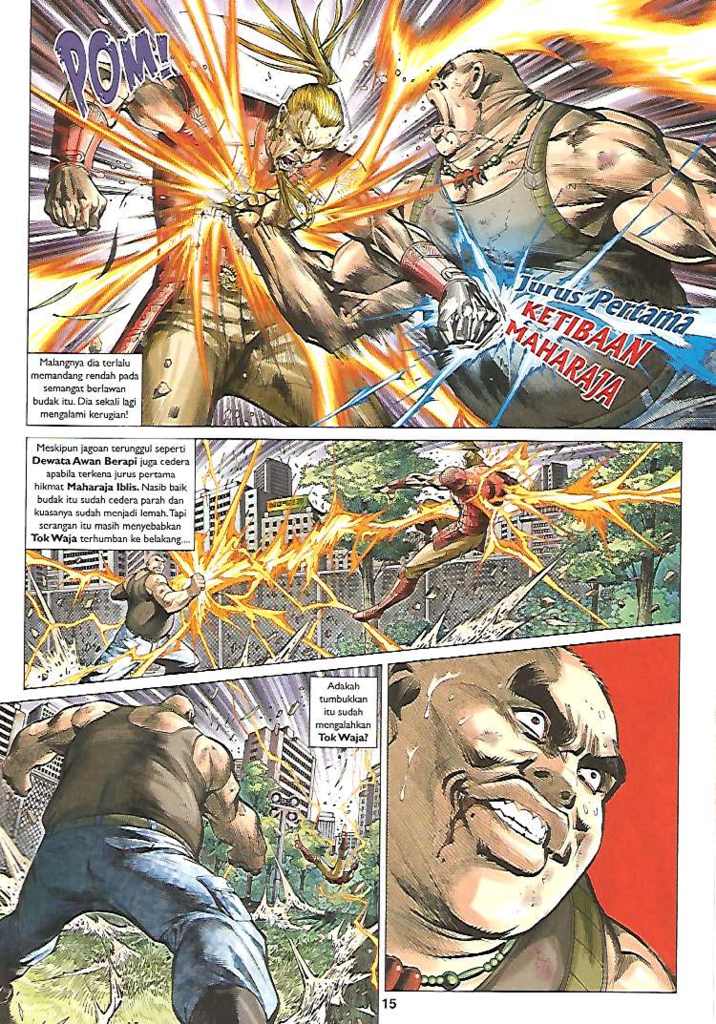 POM!
Jurus Pertama
KETIBAAN
MAHARAJA
Malangnya dia terlalu
memandang rendah pada
semangat berlawan
budak itu. Dia sekali lagi
mengalami kerugian!
Meskipun jagoan terunggul seperti
Dewata Awan Berapi juga cedera
apabila terkena jurus pertama
hikmat Maharaja Iblis. Nasib baik
budak itu sudah cedera parah dan
kuasanya sudah menjadi lemah. Tapi
serangan itu masih menyebabkan
Tok Waja terhumban ke belakang....
Adakah
tumbukkan
itu sudah
mengalahkan
Tok Waja?
15